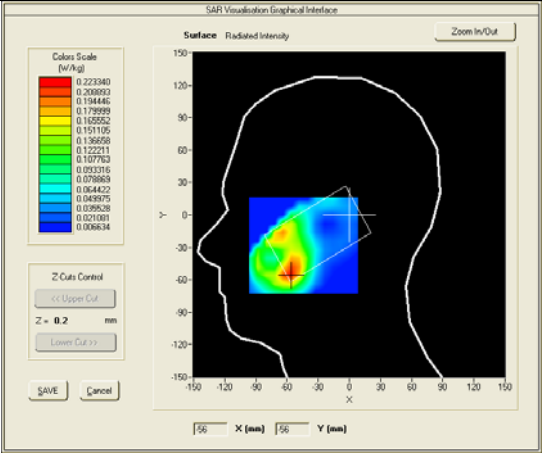 SAR Visualisation Graphical Interface
Surface Radiated Intensity
Zoom In/Out
Colors Scale
(W/kg)
0.223340
0.208893
0.194446
0.179999
0.165552
0.151105
0.136658
0.122211
0.107763
0.093316
0.078869
0.064422
0.049975
0.035528
0.021081
0.006634
Z-Cuts Control
<< Upper Cut
Z = 0.2 mm
Lower Cut >>
SAVE Cancel
150
120
90
60
30
0
-30
-60
-90
-120
-150
Y
-150 -120 -90 -60 -30 0 30 60 90 120 150
X
-56 X (mm) -56 Y (mm)